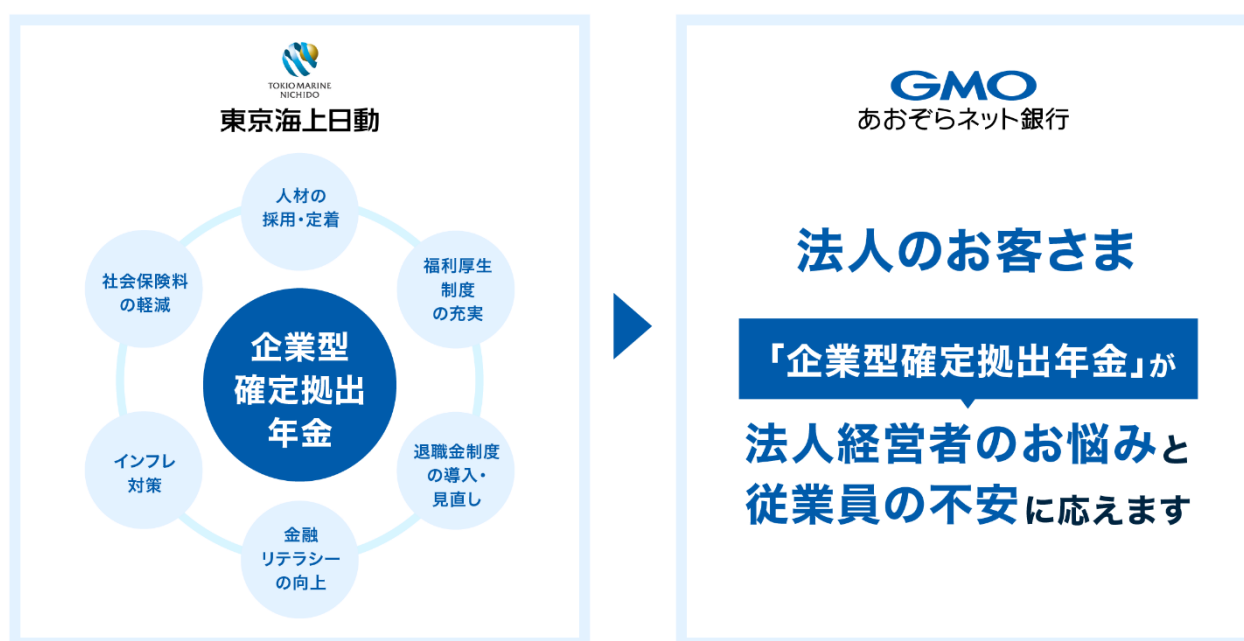 TOKIO MARINE
NICHIDO
東京海上日動
人材の
採用・定着
福利厚生
制度
の充実
退職金制度
の導入・
見直し
金融
リテラシー
の向上
インフレ
対策
社会保険料
の軽減
企業型
確定拠出
年金
GMO
あおぞらネット銀行
法人のお客さま
「企業型確定拠出年金」が
法人経営者のお悩みと
従業員の不安に応えます